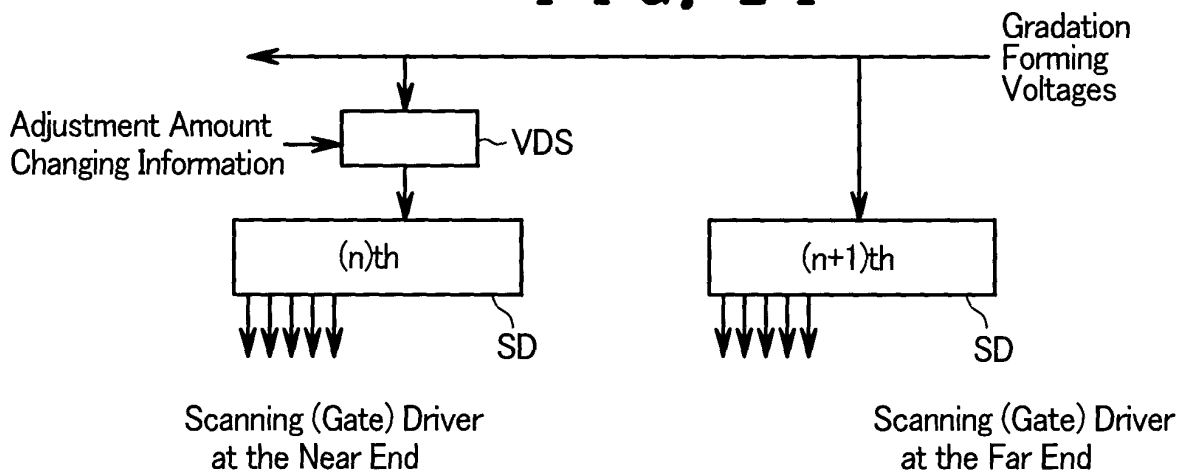 Gradation
Forming
Voltages
Adjustment Amount
Changing Information
VDS
(n)th
(n+1)th
SD
SD
Scanning (Gate) Driver
at the Near End
Scanning (Gate) Driver
at the Far End